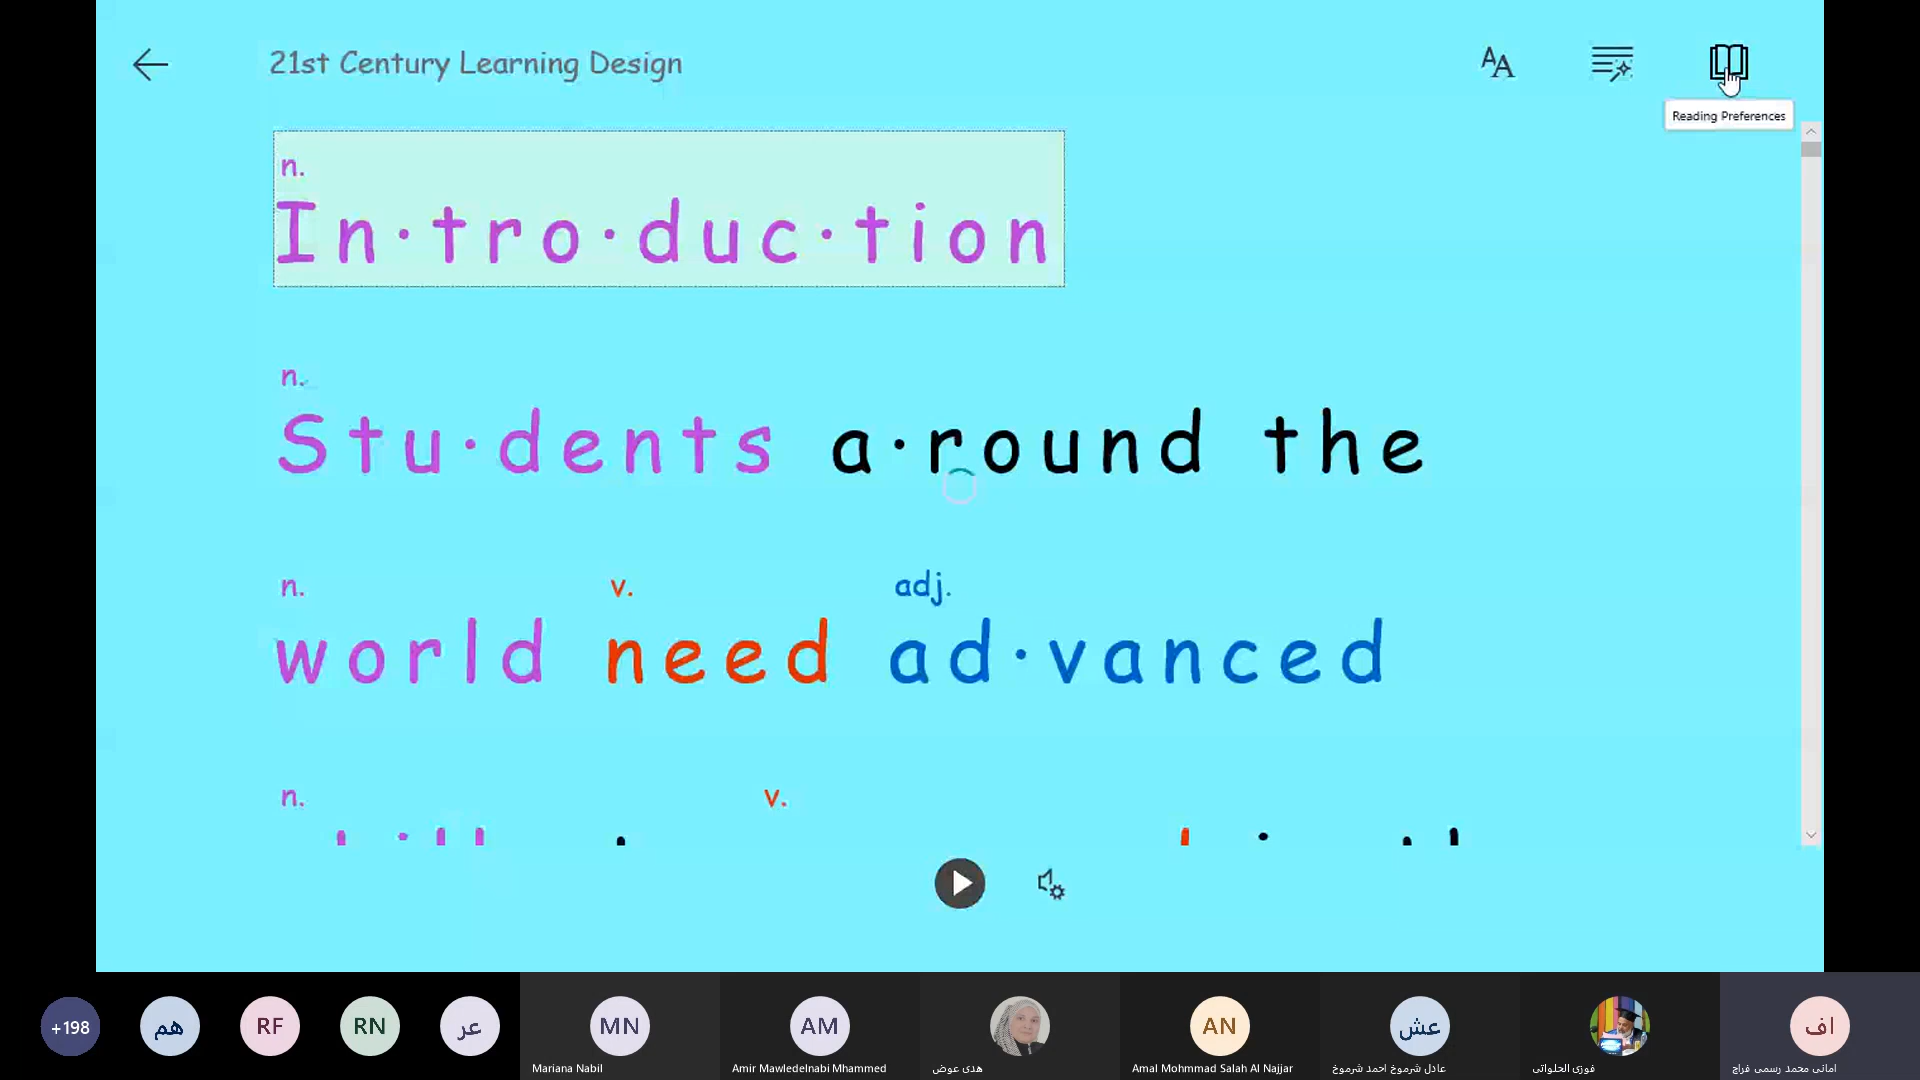 21st Century Learning Design
Reading Preferences
n.
In·tro·duc·tion
n.
Stu·dents a·round the
n. v. adj.
world need ad·vanced
n. v.
+198
هم
RF
RN
عر
MN
AM
AN
عش
اف
Mariana Nabil
Amir Mawledelnabi Mhammed
هدى عوض
Amal Mohmmad Salah Al Najjar
عادل شرموخ احمد شرموخ
فوزى الحلواني
امانى محمد رسمى فراج